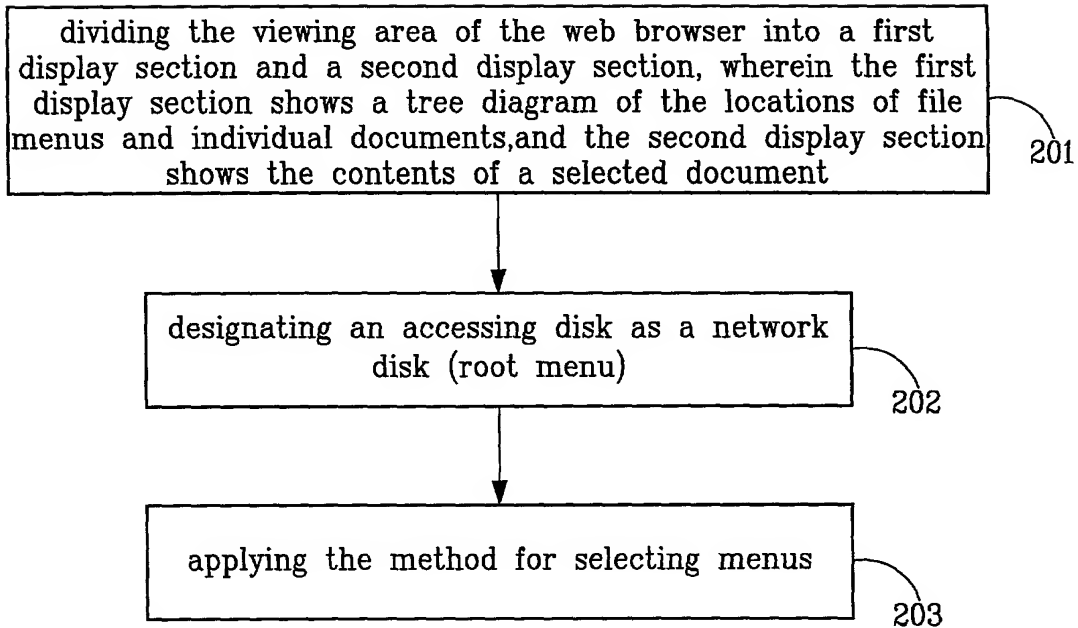 dividing the viewing area of the web browser into a first
display section and a second display section, wherein the first
display section shows a tree diagram of the locations of file
menus and individual documents,and the second display section
shows the contents of a selected document
201
designating an accessing disk as a network
disk (root menu)
202
applying the method for selecting menus
203